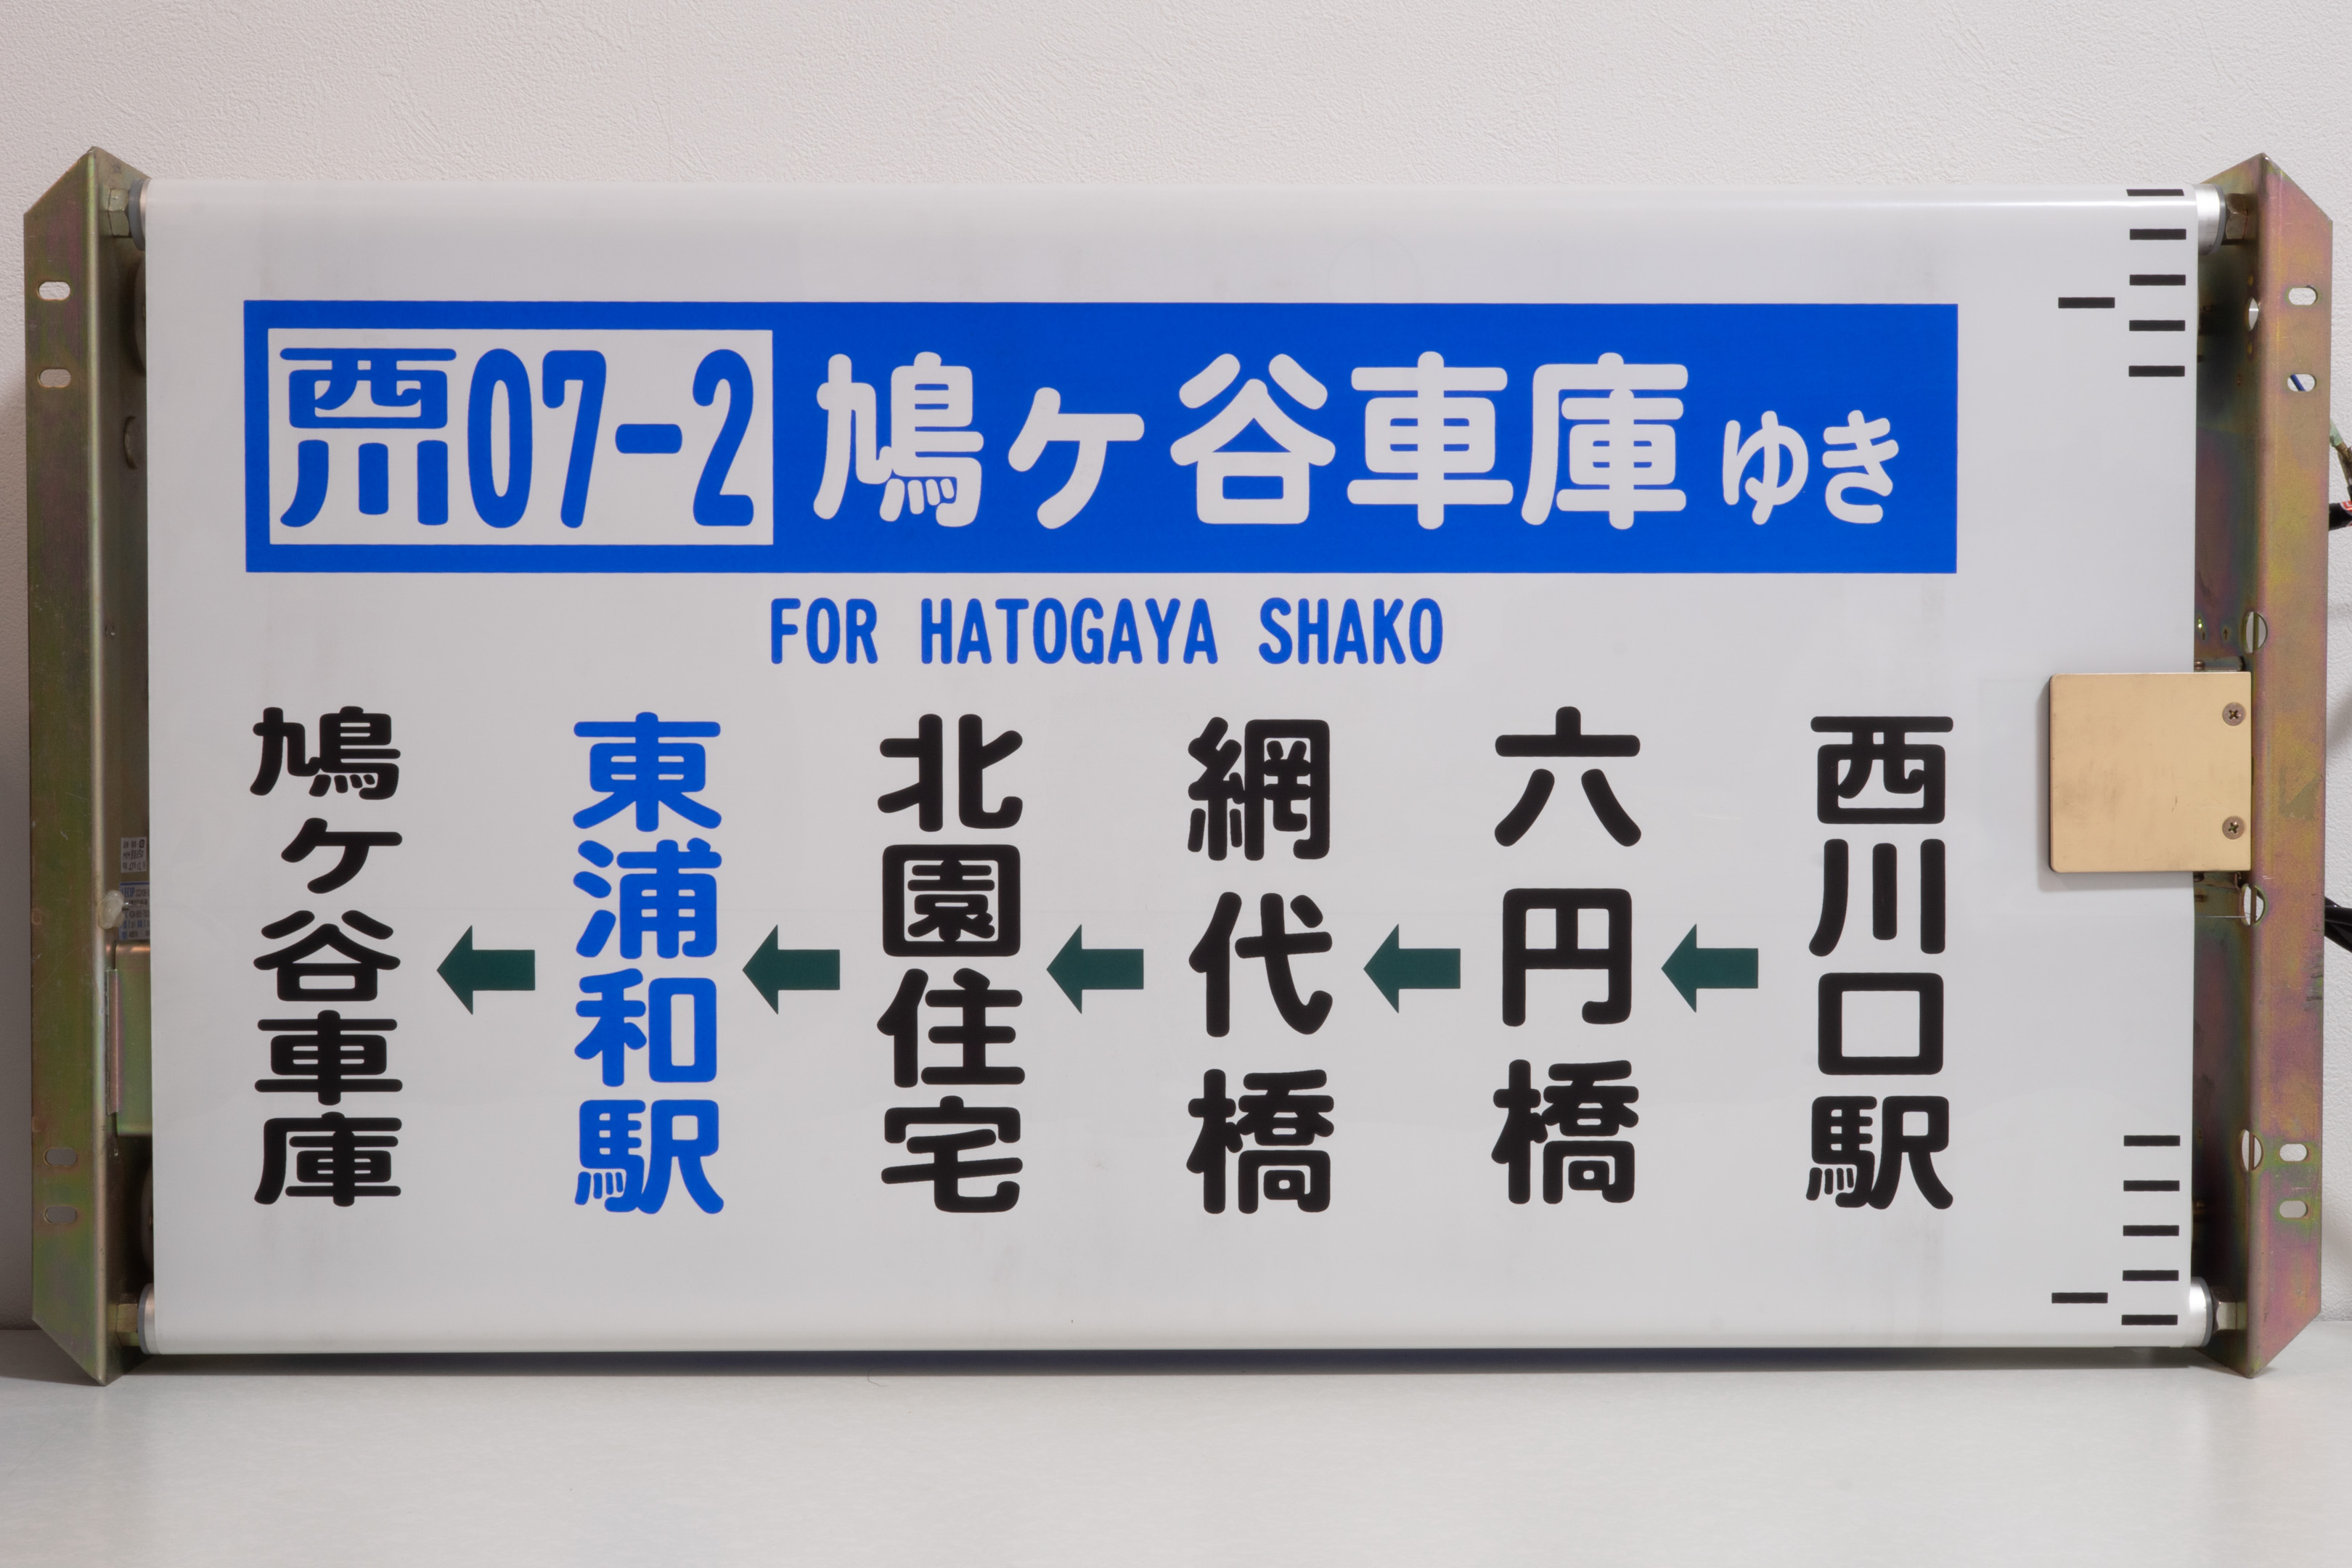 西川07-2 鳩ヶ谷車庫ゆき
FOR HATOGAYA SHAKO
西川口駅
←
六円橋
←
網代橋
←
北園住宅
←
東浦和駅
←
鳩ヶ谷車庫